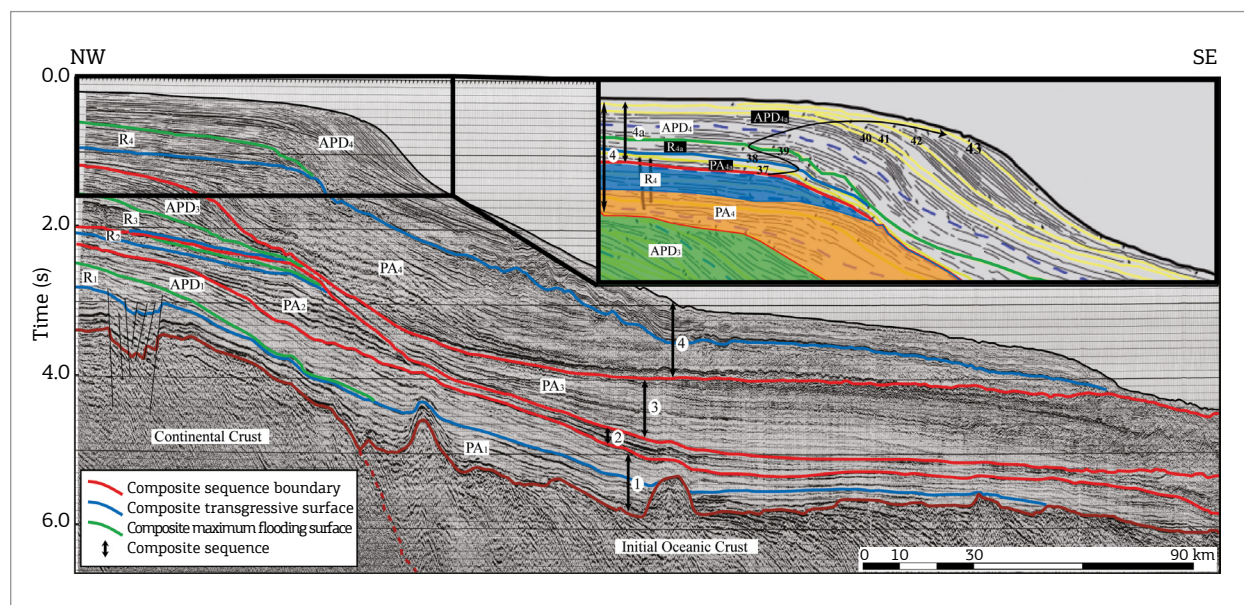 NW
SE
0.0
2.0
4.0
6.0
Time (s)
R4
APD4
APD3
R3
R2
PA4
R1
APD1
PA2
PA3
PA1
4
3
2
1
Continental Crust
Initial Oceanic Crust
APD4a
APD4
4a
R4a
4
PA4a
R4
PA4
APD3
37
38
39
40
41
42
43
Composite sequence boundary
Composite transgressive surface
Composite maximum flooding surface
Composite sequence
0 10 30 90 km